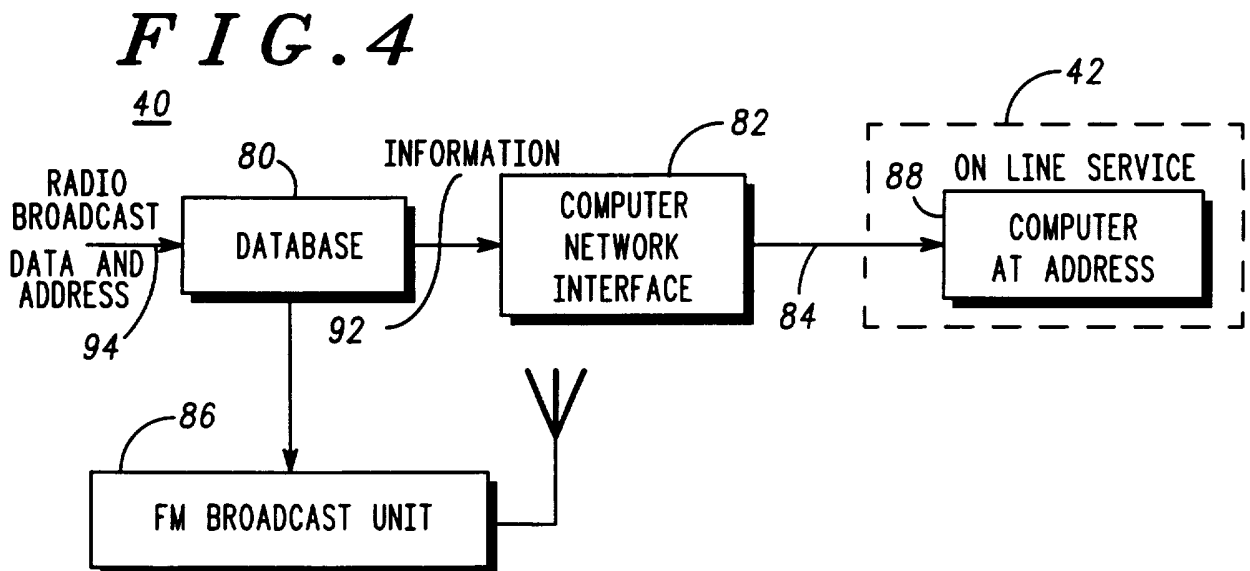 FIG.4
40
42
82
80
INFORMATION
ON LINE SERVICE
88
RADIO
BROADCAST
DATA AND
ADDRESS
94
DATABASE
92
COMPUTER
NETWORK
INTERFACE
84
COMPUTER
AT ADDRESS
86
FM BROADCAST UNIT